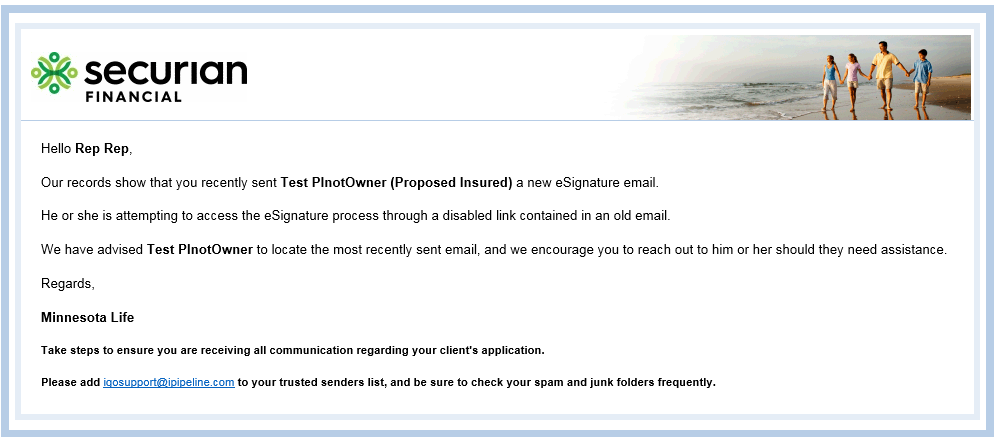 securian
FINANCIAL
Hello Rep Rep,
Our records show that you recently sent Test PInotOwner (Proposed Insured) a new eSignature email.
He or she is attempting to access the eSignature process through a disabled link contained in an old email.
We have advised Test PInotOwner to locate the most recently sent email, and we encourage you to reach out to him or her should they need assistance.
Regards,
Minnesota Life
Take steps to ensure you are receiving all communication regarding your client's application.
Please add igosupport@ipipeline.com to your trusted senders list, and be sure to check your spam and junk folders frequently.